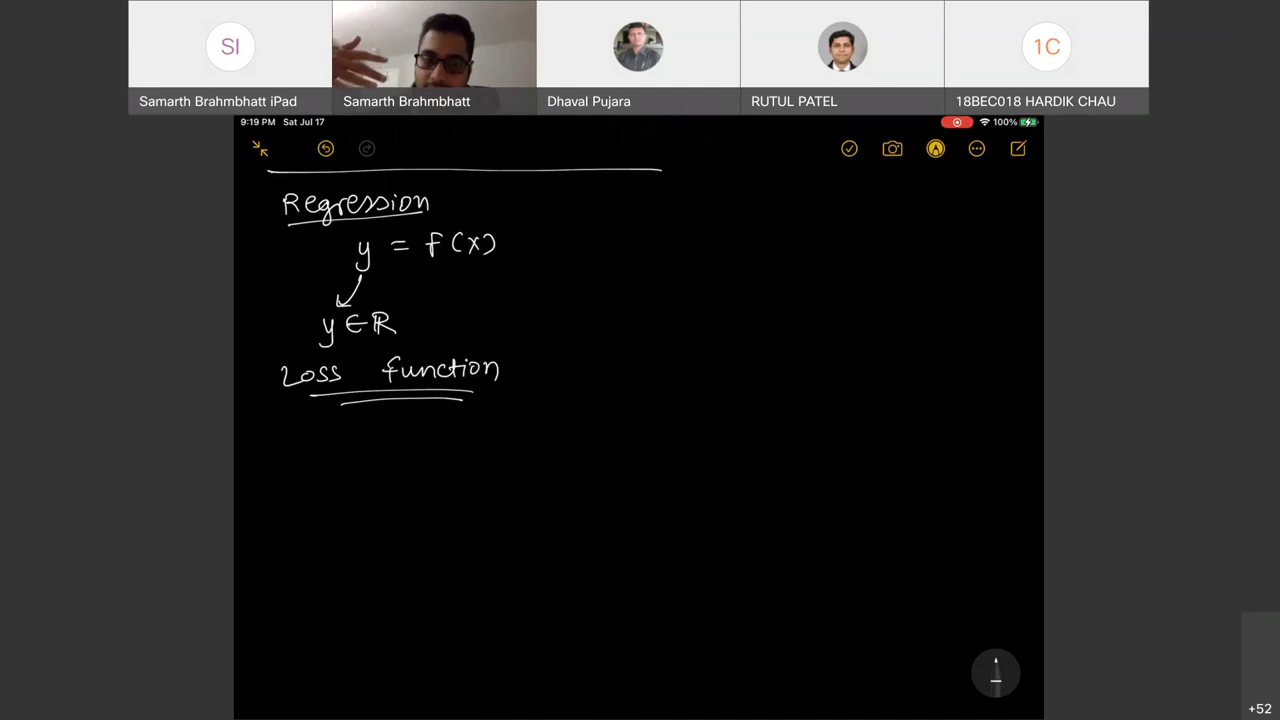 SI
1C
Samarth Brahmbhatt iPad
Samarth Brahmbhatt
Dhaval Pujara
RUTUL PATEL
18BEC018 HARDIK CHAU
9:19 PM Sat Jul 17
100%
Regression
y = f(x)
y ∈ ℝ
Loss function
+52